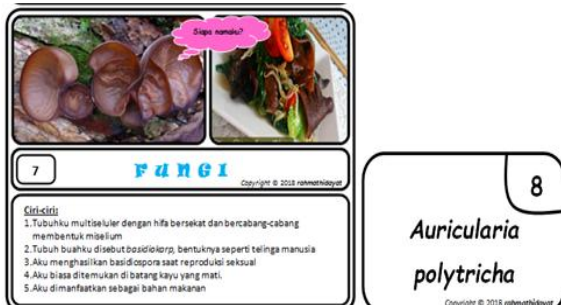 Siapa namaku?
7
FUNGI
Copyright © 2018 rahmathidayat
Ciri-ciri:
1.Tubuhku multiseluler dengan hifa bersekat dan bercabang-cabang
membentuk miselium
2.Tubuh buahku disebut basidiokarp, bentuknya seperti telinga manusia
3.Aku menghasilkan basidiospora saat reproduksi seksual
4.Aku biasa ditemukan di batang kayu yang mati.
5.Aku dimanfaatkan sebagai bahan makanan
8
Auricularia
polytricha
Copyright © 2018 rahmathidayat